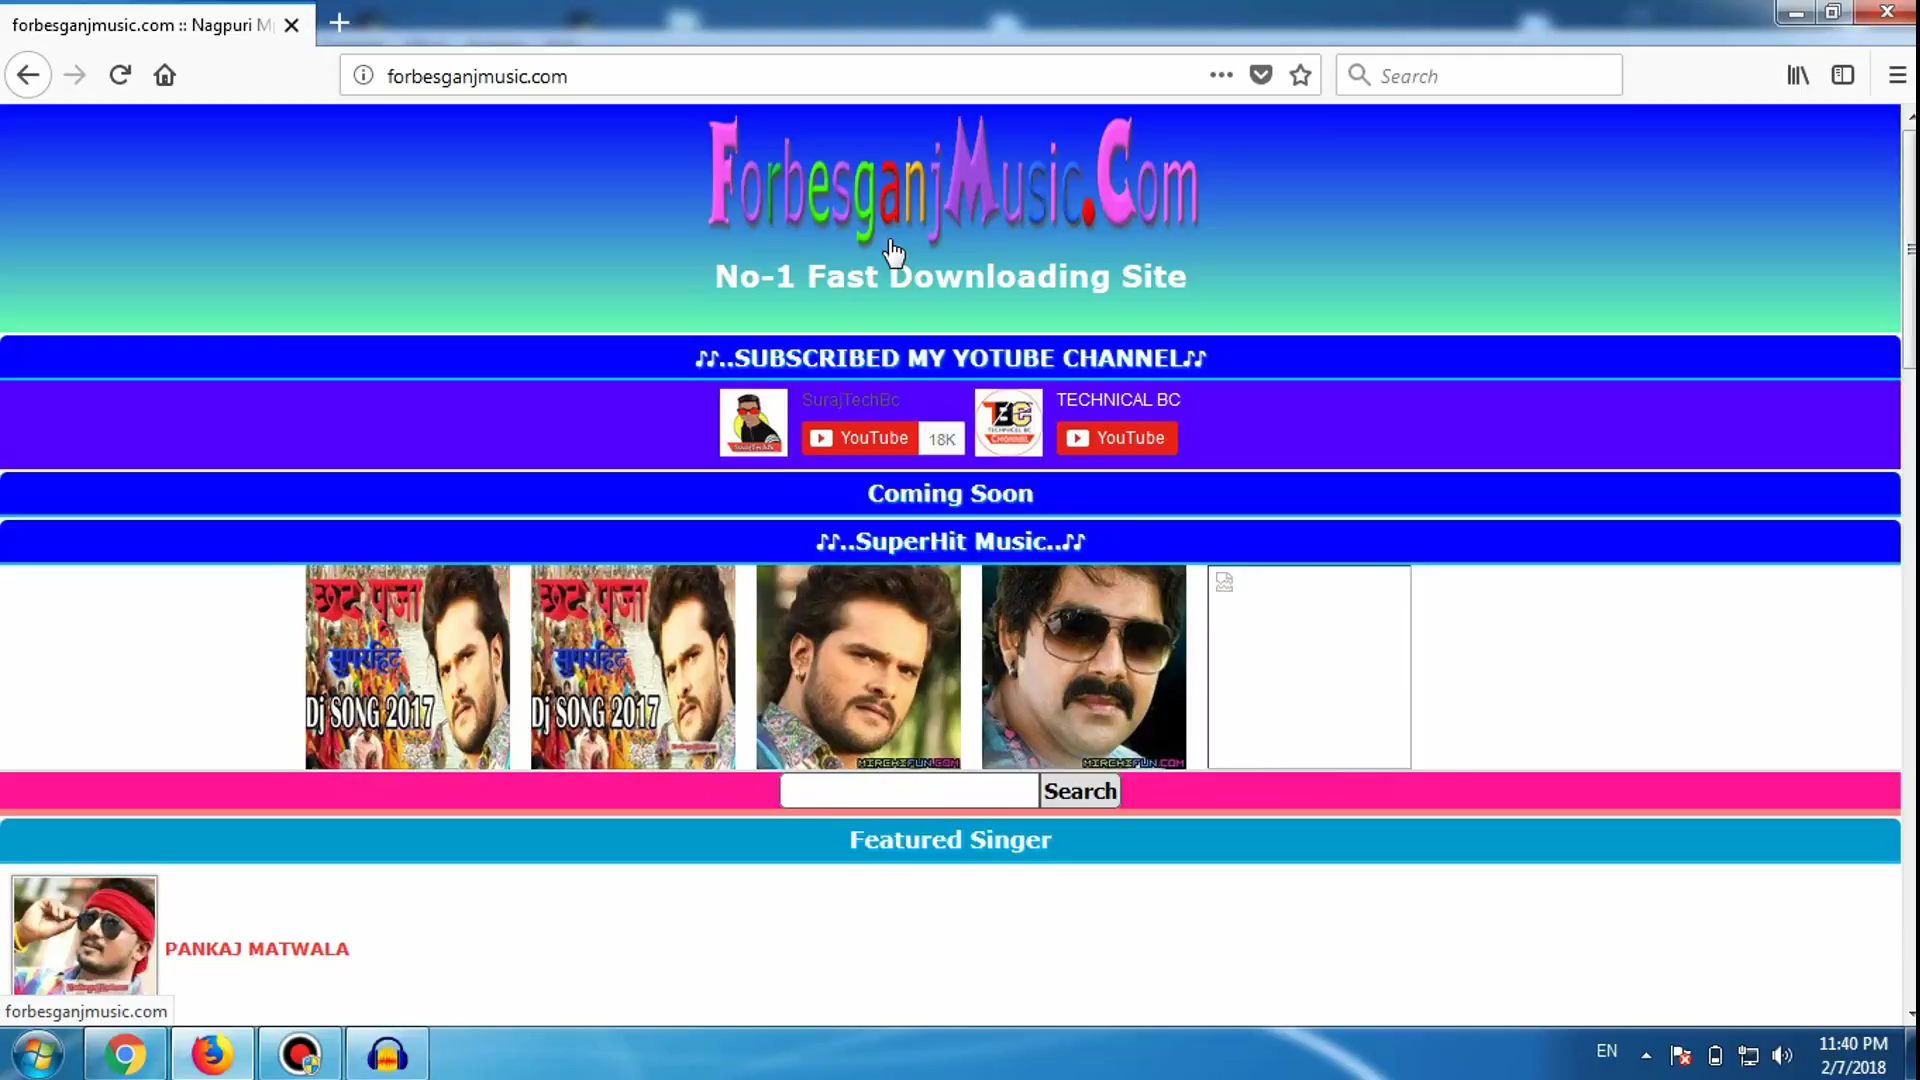 forbesganjmusic.com :: Nagpuri M
forbesganjmusic.com
Search
ForbesganjMusic.Com
No-1 Fast Downloading Site
♪♪..SUBSCRIBED MY YOTUBE CHANNEL♪♪
SurajTechBc
YouTube 18K
TECHNICAL BC
YouTube
Coming Soon
♪♪..SuperHit Music..♪♪
छठ पूजा
सुपरहिट
Dj SONG 2017
छठ पूजा
सुपरहिट
Dj SONG 2017
MIRCHIFUN.COM
MIRCHIFUN.COM
Search
Featured Singer
PANKAJ MATWALA
forbesganjmusic.com
EN
11:40 PM
2/7/2018